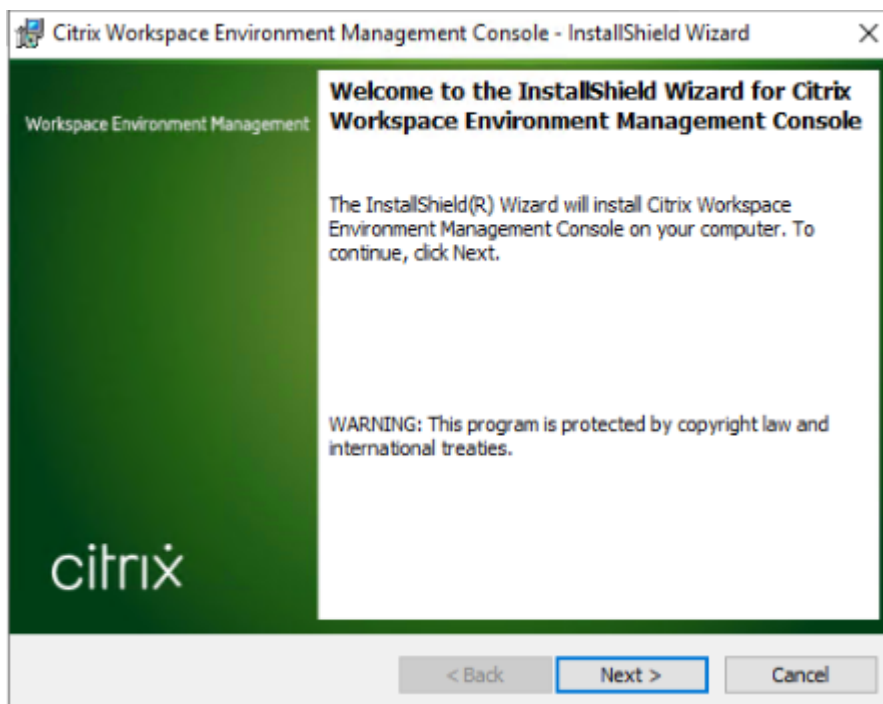 Citrix Workspace Environment Management Console - InstallShield Wizard
Workspace Environment Management
Welcome to the InstallShield Wizard for Citrix
Workspace Environment Management Console
The InstallShield(R) Wizard will install Citrix Workspace
Environment Management Console on your computer. To
continue, click Next.
WARNING: This program is protected by copyright law and
international treaties.
citrix
< Back
Next >
Cancel